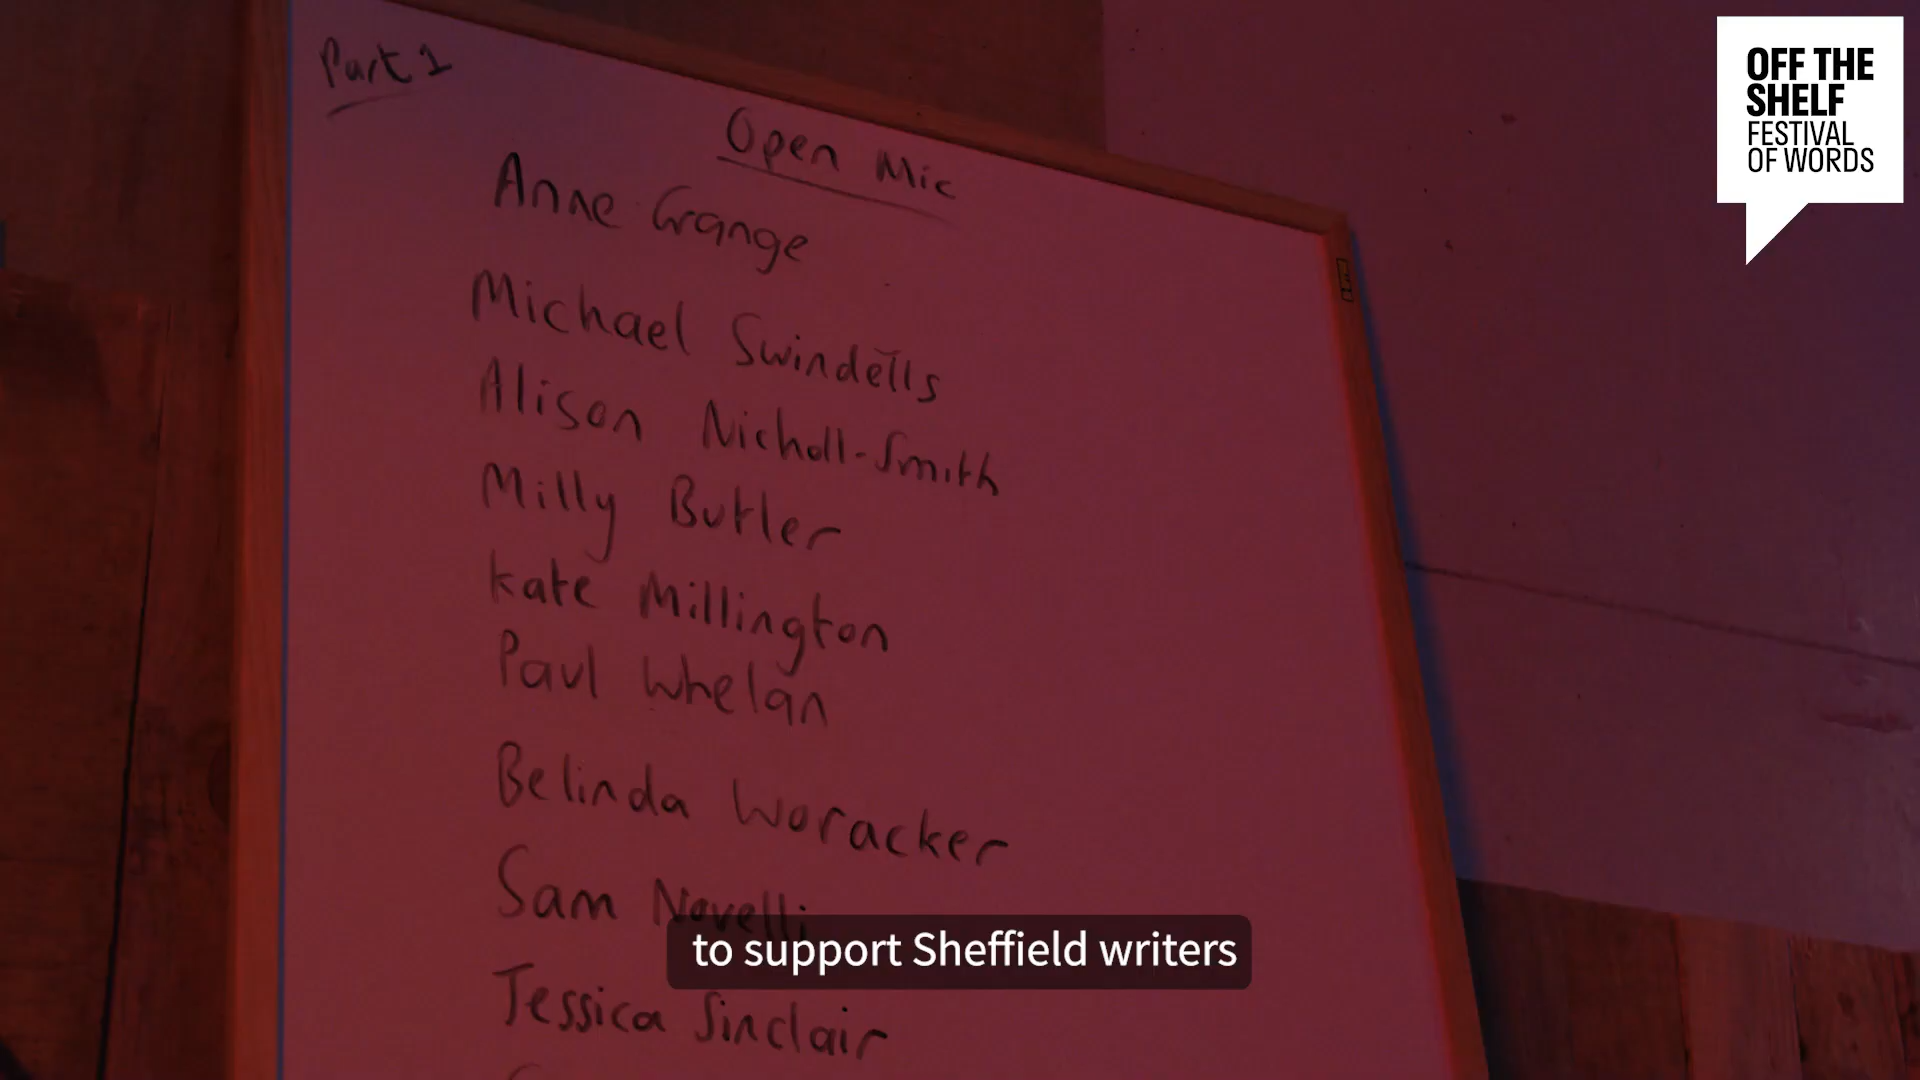 Part 1
Open Mic
Anne Grange
Michael Swindells
Alison Nicholl-Smith
Milly Butler
Kate Millington
Paul Whelan
Belinda Woracker
Sam Novelli
Jessica Sinclair
to support Sheffield writers
OFF THE
SHELF
FESTIVAL
OF WORDS